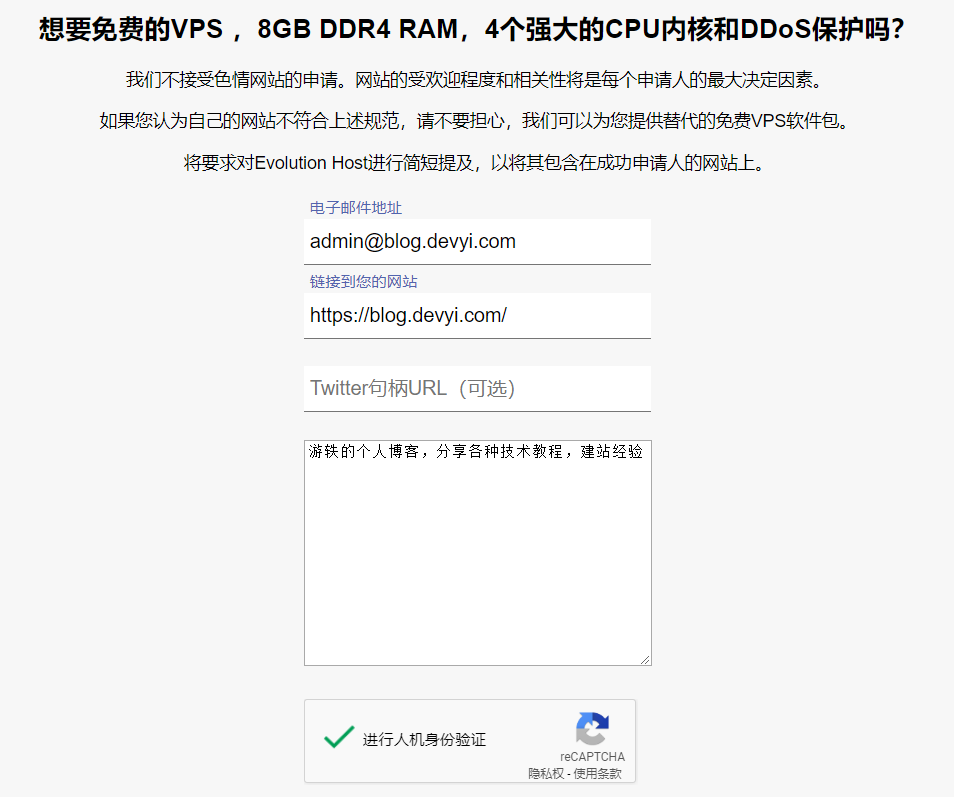 想要免费的VPS ，8GB DDR4 RAM，4个强大的CPU内核和DDoS保护吗？
我们不接受色情网站的申请。网站的受欢迎程度和相关性将是每个申请人的最大决定因素。
如果您认为自己的网站不符合上述规范，请不要担心，我们可以为您提供替代的免费VPS软件包。
将要求对Evolution Host进行简短提及，以将其包含在成功申请人的网站上。
电子邮件地址
admin@blog.devyi.com
链接到您的网站
https://blog.devyi.com/
Twitter句柄URL（可选）
游轶的个人博客，分享各种技术教程，建站经验
进行人机身份验证
reCAPTCHA
隐私权 - 使用条款